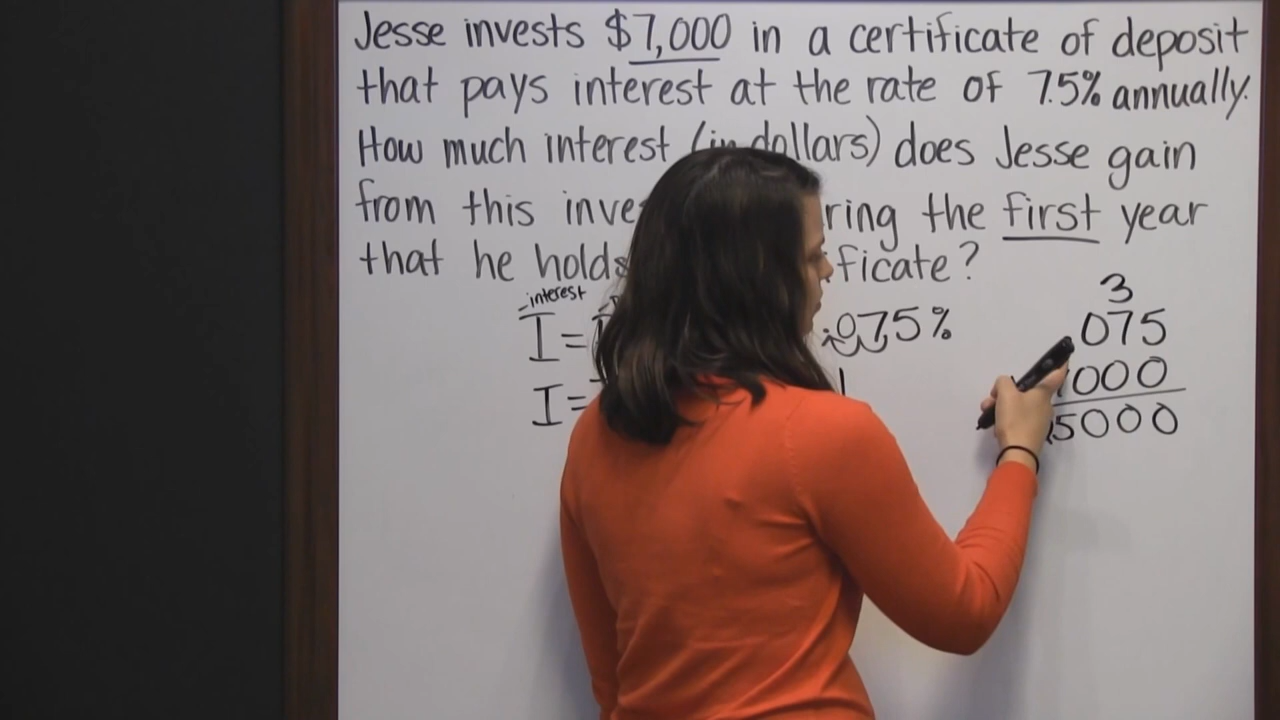 Jesse invests $7,000 in a certificate of deposit
that pays interest at the rate of 7.5% annually.
How much interest (in dollars) does Jesse gain
from this ring the first year
that he holds ?
interest
I= .075%
I=
3
.075
000
5000